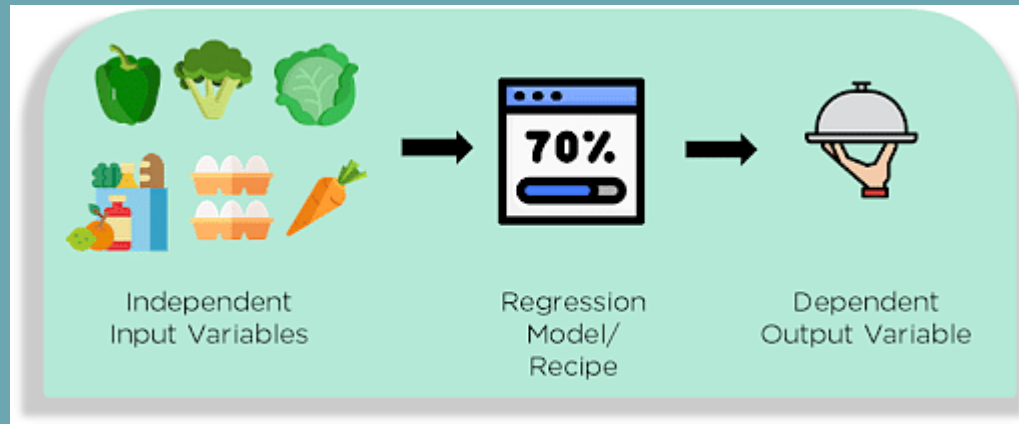 70%
Independent
Input Variables
Regression
Model/
Recipe
Dependent
Output Variable